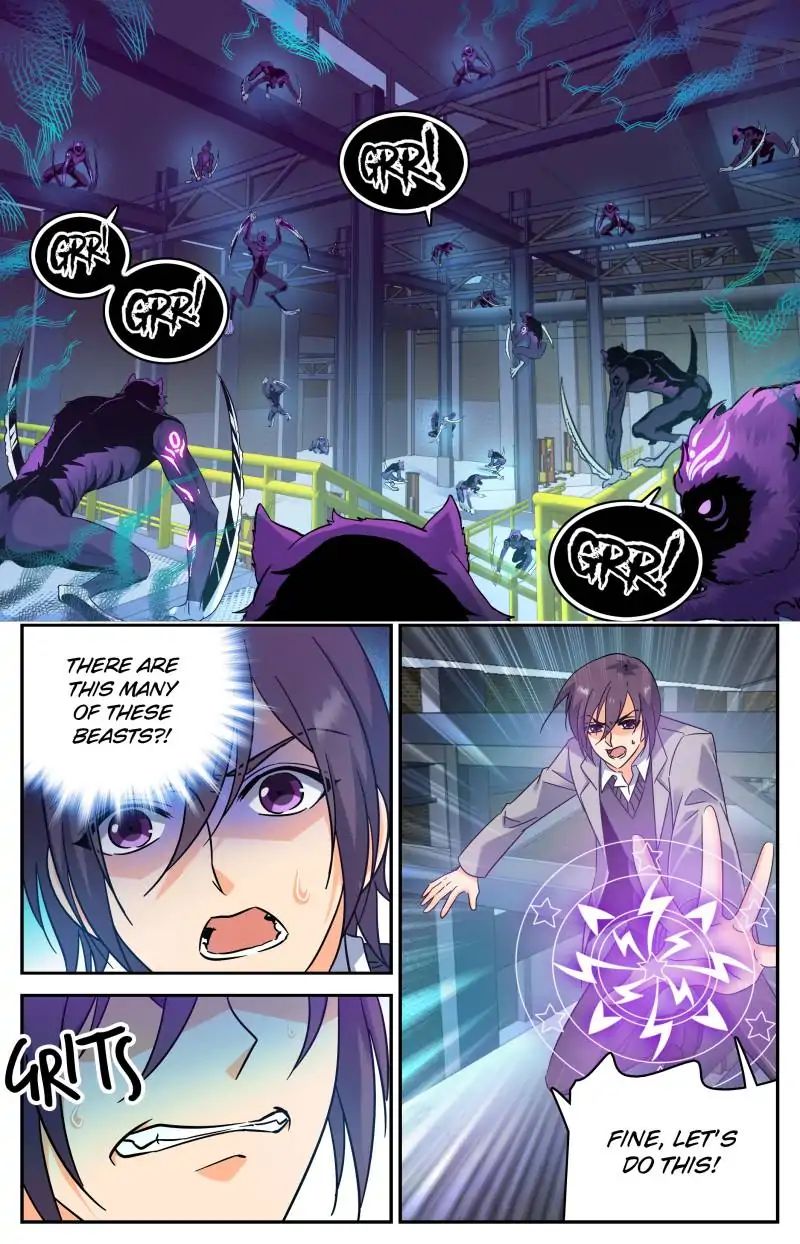 GRR!
GRR!
GRR!
GRR!
THERE ARE
THIS MANY
OF THESE
BEASTS?!
GRITS
FINE, LET'S
DO THIS!